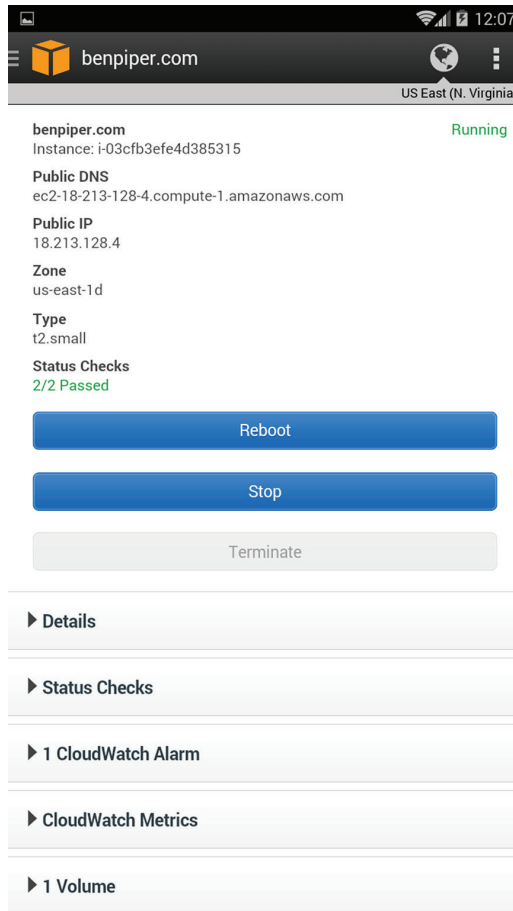 12:07
benpiper.com
US East (N. Virginia
benpiper.com
Running
Instance: i-03cfb3efe4d385315
Public DNS
ec2-18-213-128-4.compute-1.amazonaws.com
Public IP
18.213.128.4
Zone
us-east-1d
Type
t2.small
Status Checks
2/2 Passed
Reboot
Stop
Terminate
Details
Status Checks
1 CloudWatch Alarm
CloudWatch Metrics
1 Volume